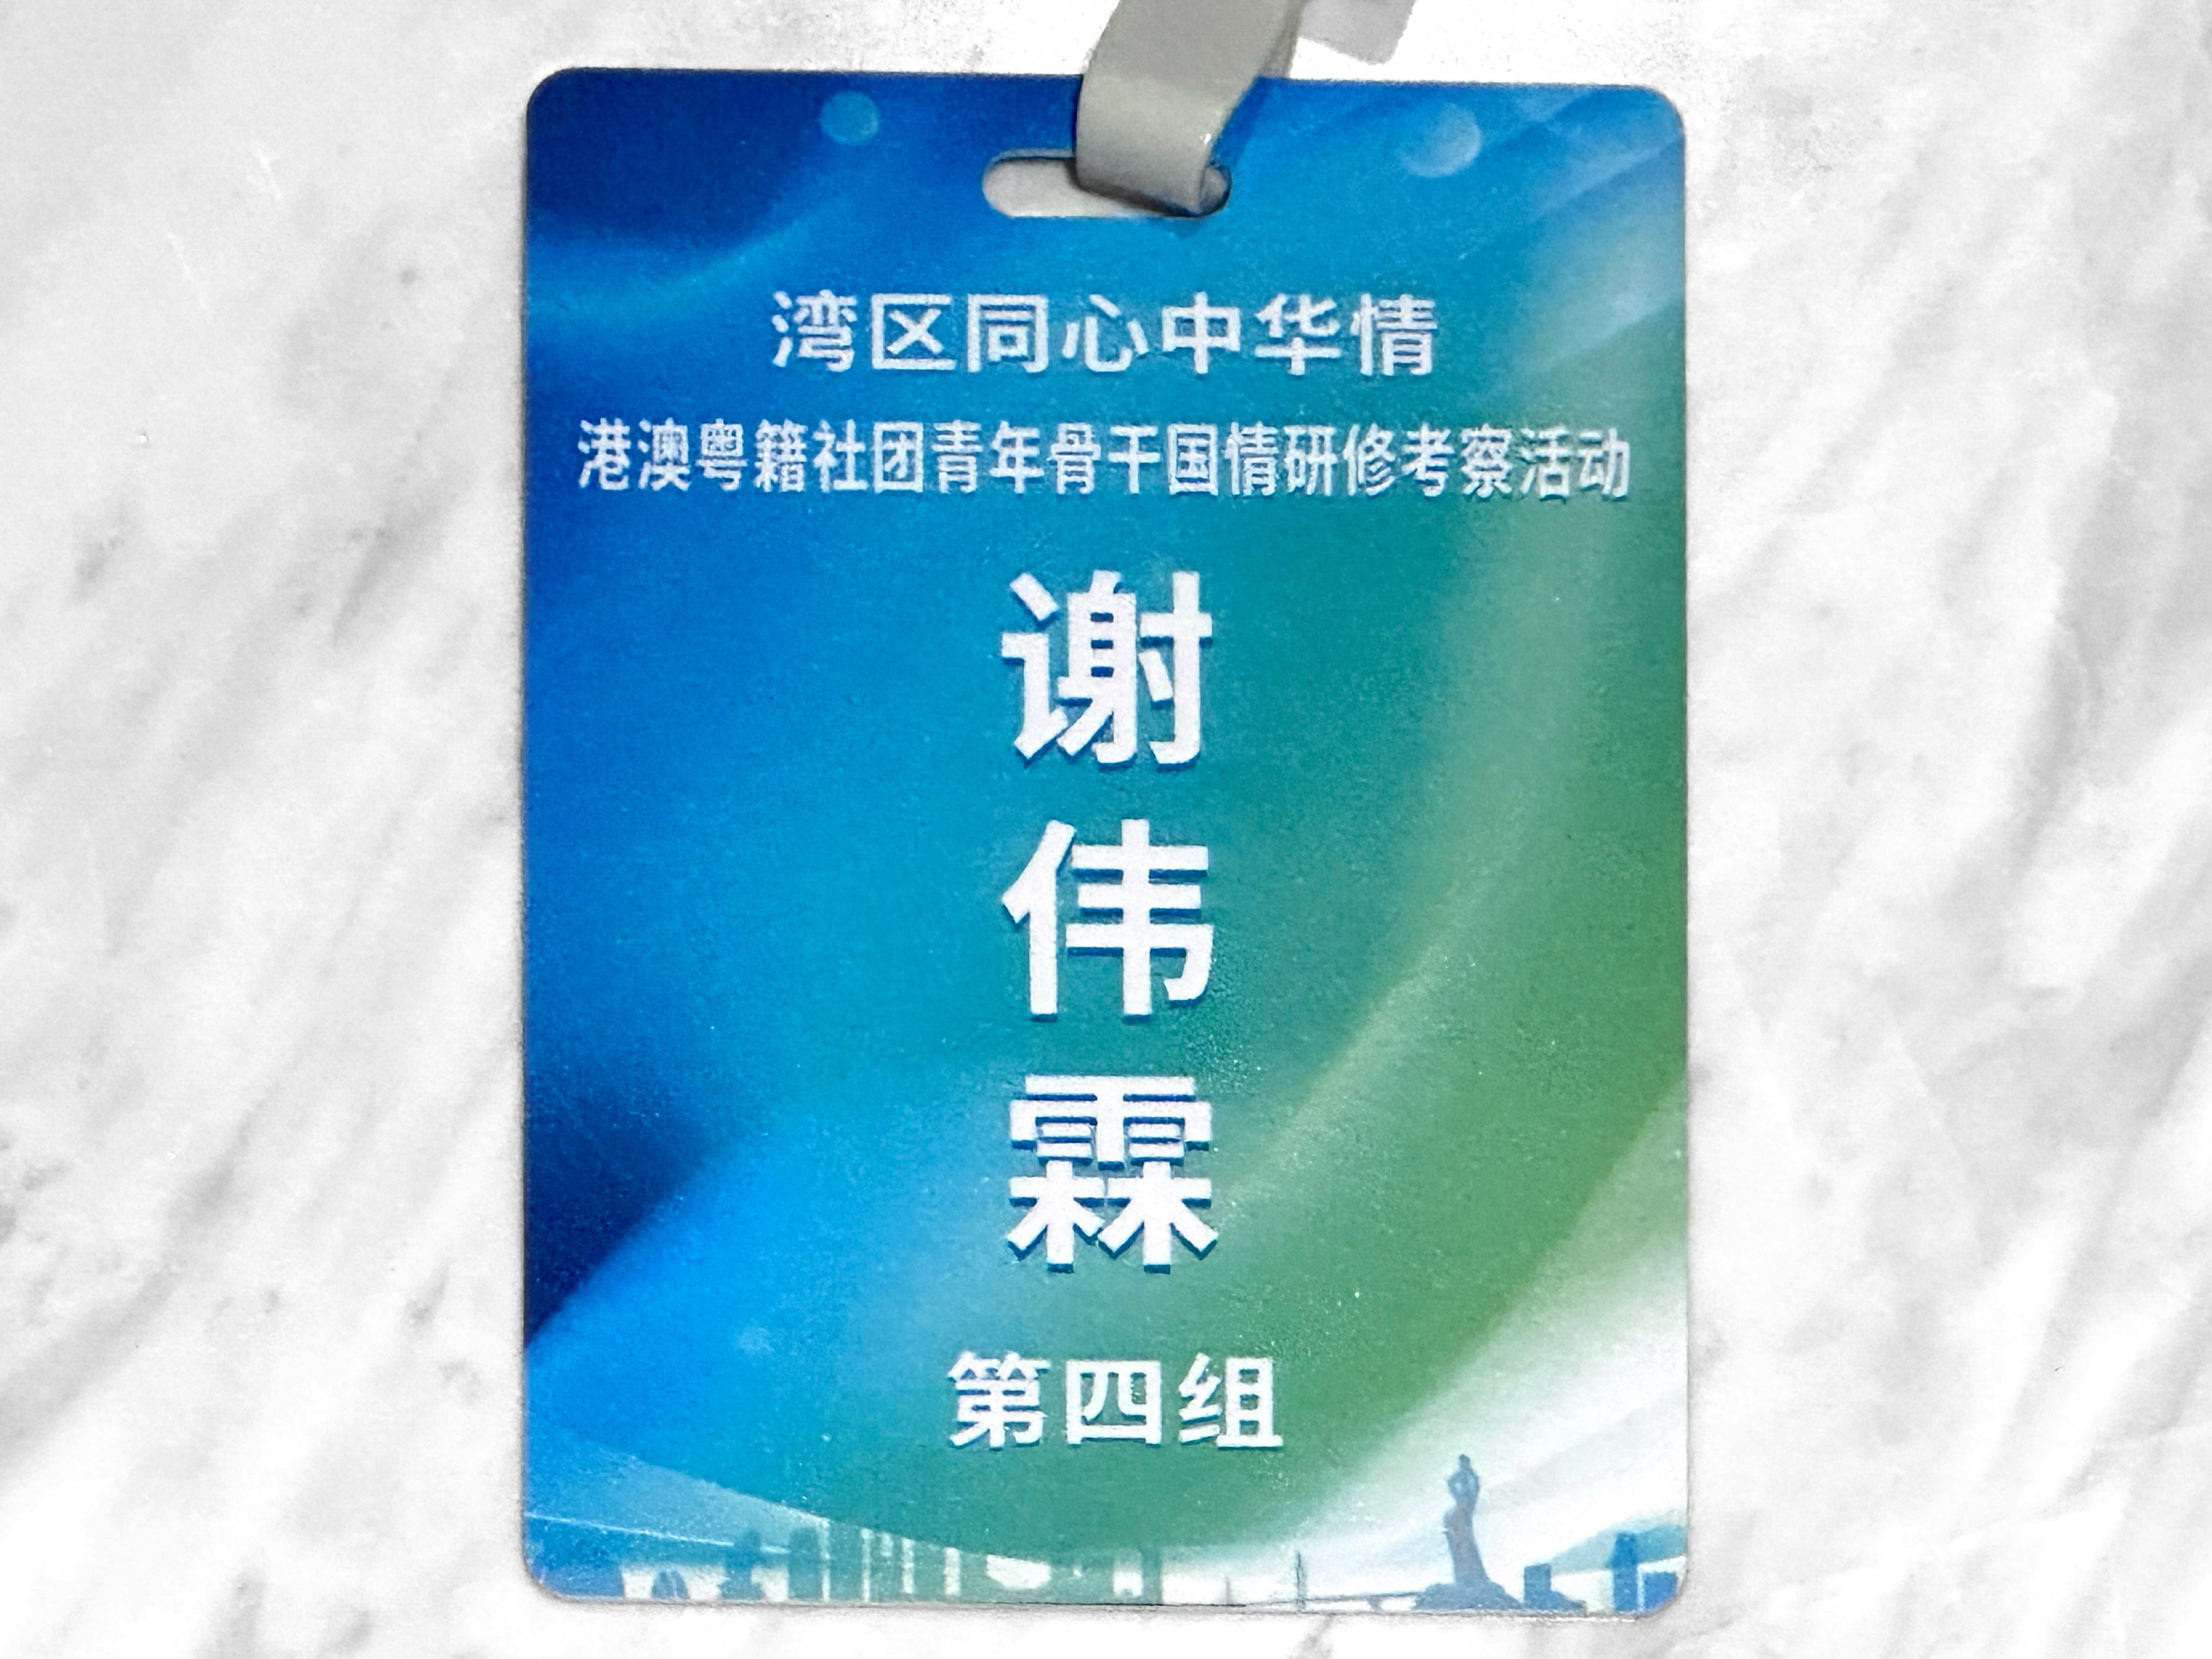 湾区同心中华情
港澳粤籍社团青年骨干国情研修考察活动
谢
伟
霖
第四组